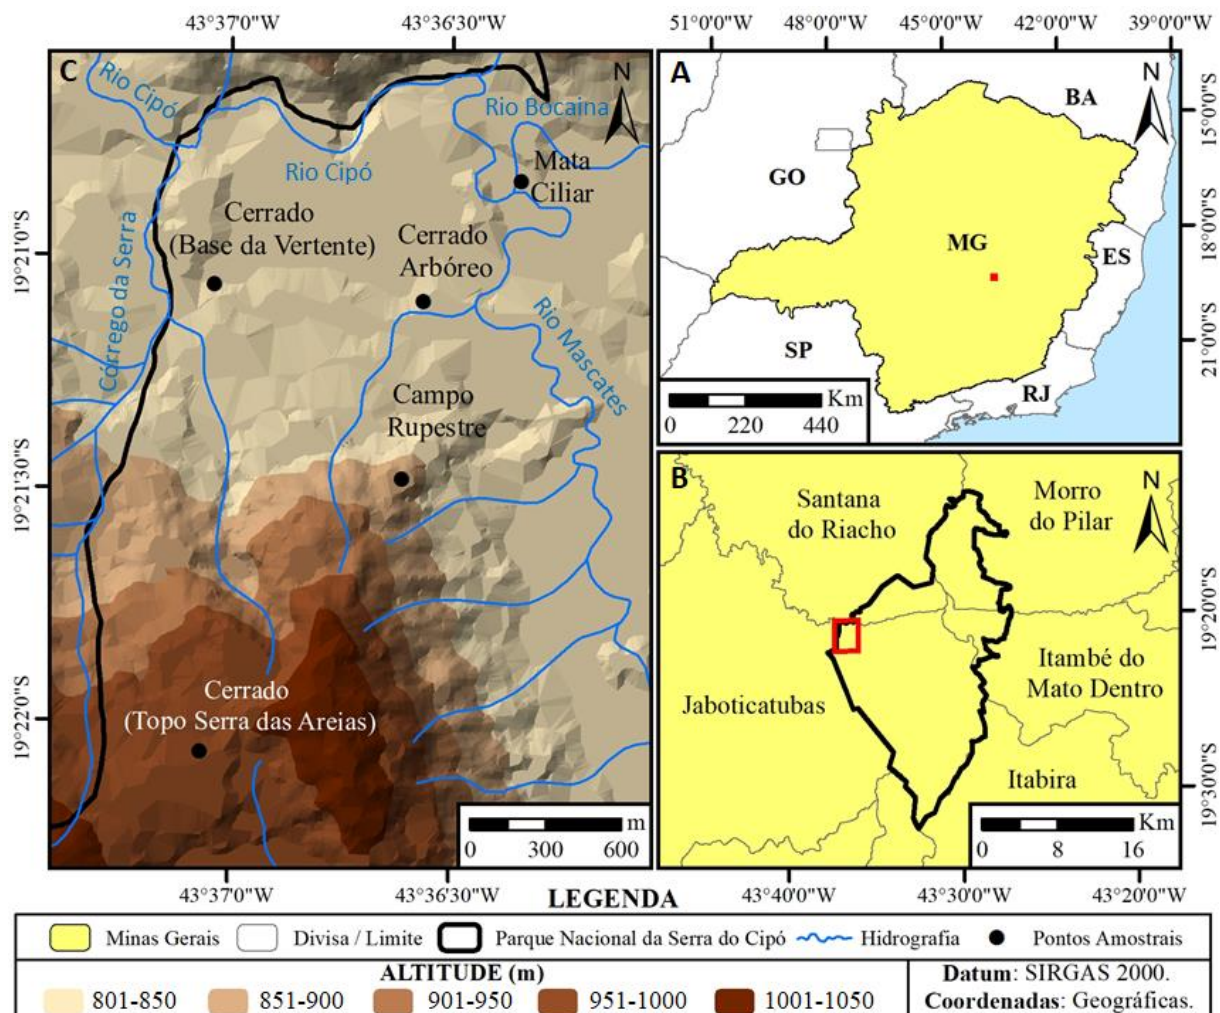 43°37'0"W
43°36'30"W
C
N
Rio Cipó
Rio Bocaina
Rio Cipó
Mata
Ciliar
Cerrado
(Base da Vertente)
Cerrado
Arbóreo
Córrego da Serra
Rio Mascates
Campo
Rupestre
Cerrado
(Topo Serra das Areias)
19°21'0"S
19°21'30"S
19°22'0"S
m
0 300 600
43°37'0"W
43°36'30"W
51°0'0"W
48°0'0"W
45°0'0"W
42°0'0"W
39°0'0"W
A
N
BA
GO
MG
ES
SP
RJ
Km
0 220 440
15°0'0"S
18°0'0"S
21°0'0"S
B
N
Santana
do Riacho
Morro
do Pilar
Jaboticatubas
Itambé do
Mato Dentro
Itabira
Km
0 8 16
19°20'0"S
19°30'0"S
43°40'0"W
43°30'0"W
43°20'0"W
LEGENDA
Minas Gerais
Divisa / Limite
Parque Nacional da Serra do Cipó
Hidrografia
Pontos Amostrais
ALTITUDE (m)
801-850
851-900
901-950
951-1000
1001-1050
Datum: SIRGAS 2000.
Coordenadas: Geográficas.